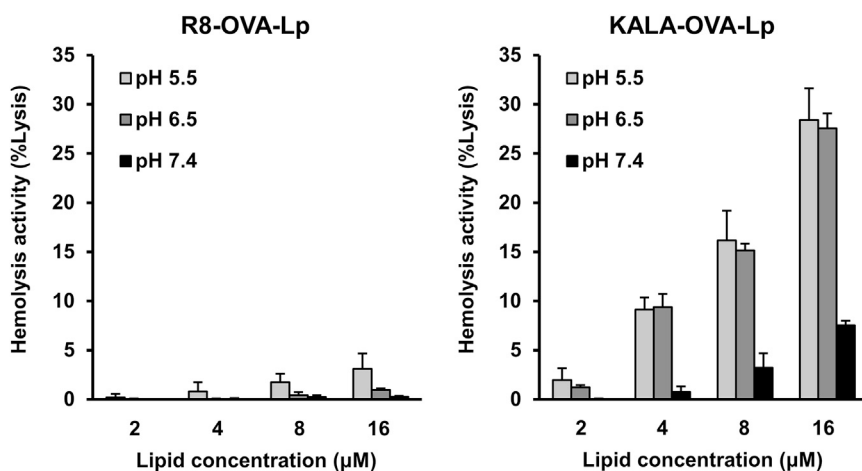 R8-OVA-Lp
Hemolysis activity (%Lysis)
35
30
25
20
15
10
5
0
pH 5.5
pH 6.5
pH 7.4
2 4 8 16
Lipid concentration (µM)
KALA-OVA-Lp
Hemolysis activity (%Lysis)
35
30
25
20
15
10
5
0
pH 5.5
pH 6.5
pH 7.4
2 4 8 16
Lipid concentration (µM)